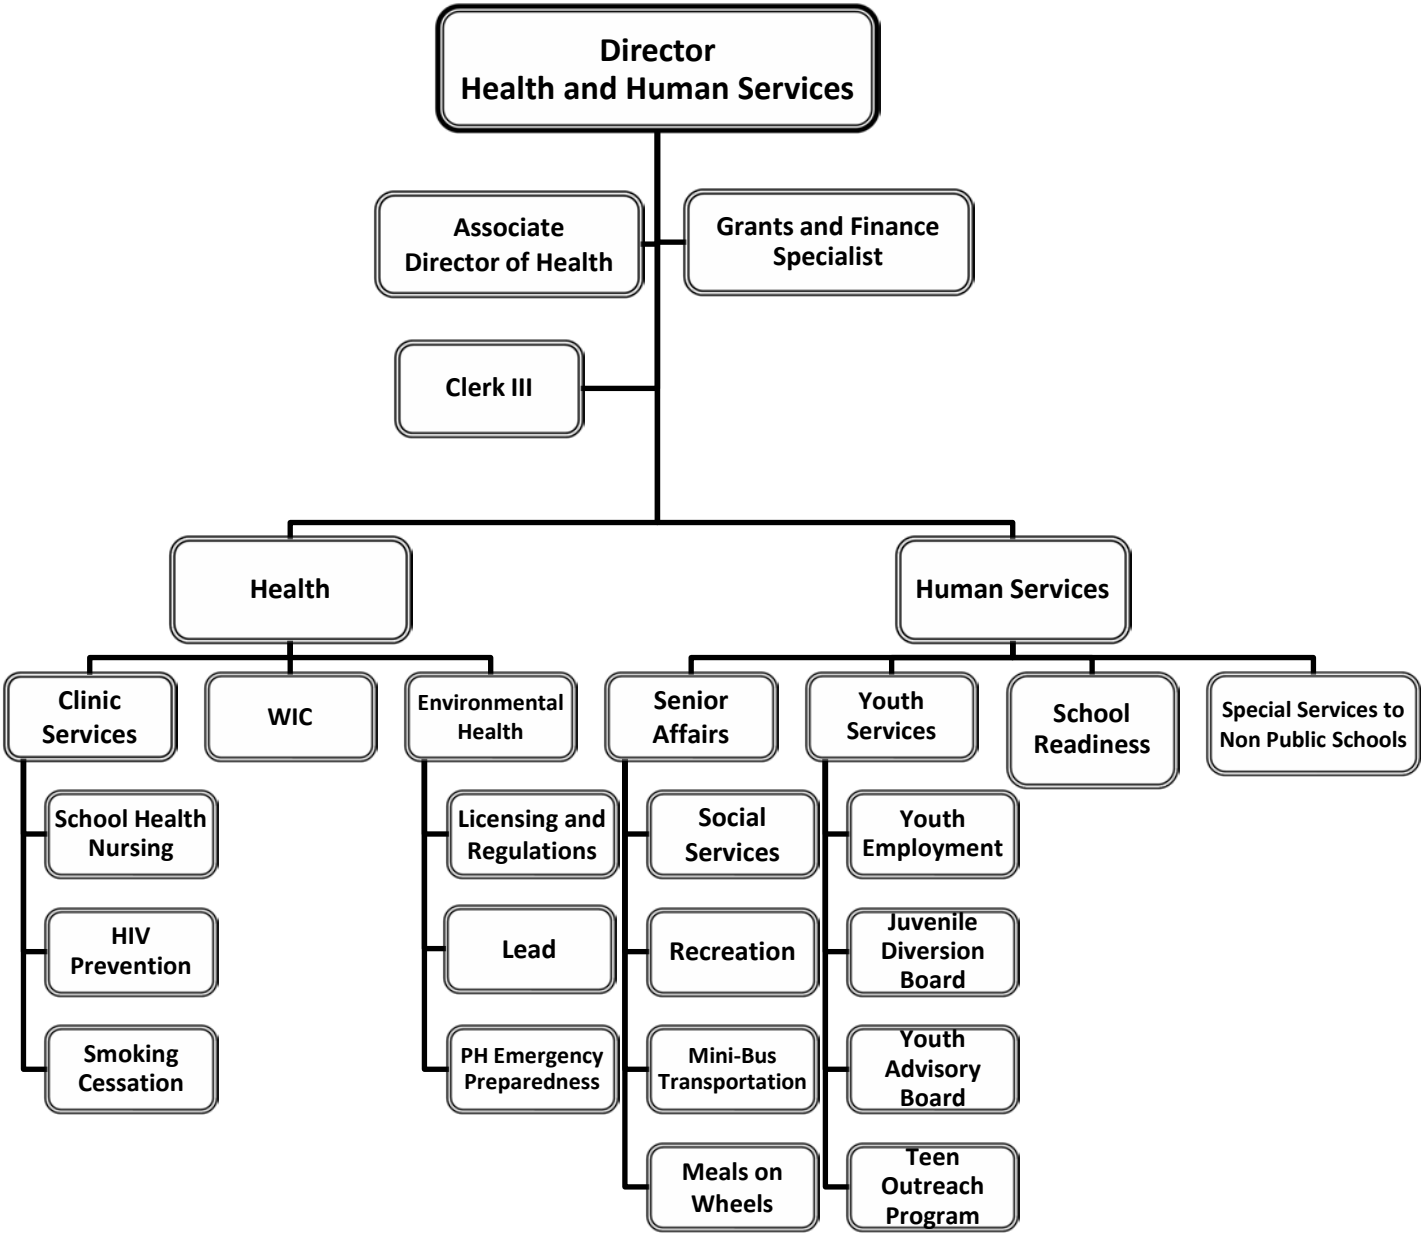 Director
Health and Human Services
Associate
Director of Health
Grants and Finance
Specialist
Clerk III
Health
Human Services
Clinic
Services
WIC
Environmental
Health
Senior
Affairs
Youth
Services
School
Readiness
Special Services to
Non Public Schools
School Health
Nursing
HIV
Prevention
Smoking
Cessation
Licensing and
Regulations
Lead
PH Emergency
Preparedness
Social
Services
Recreation
Mini-Bus
Transportation
Meals on
Wheels
Youth
Employment
Juvenile
Diversion
Board
Youth
Advisory
Board
Teen
Outreach
Program